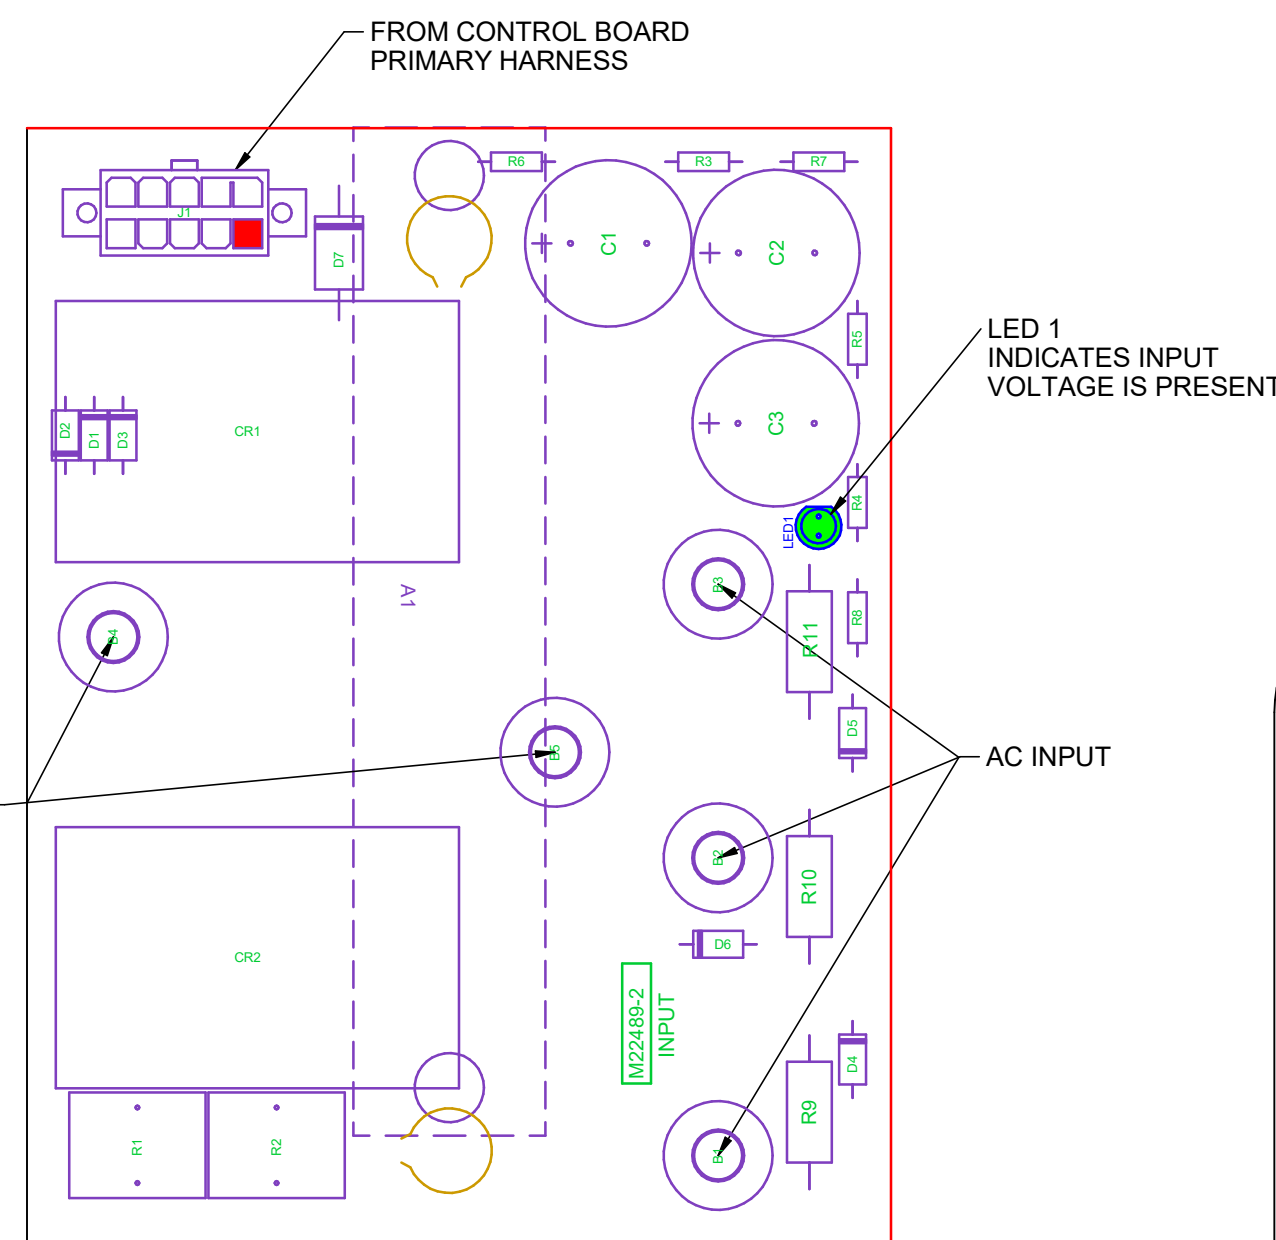 FROM CONTROL BOARD
PRIMARY HARNESS
R6
R3
R7
J1
D7
C1
C2
LED 1
INDICATES INPUT
VOLTAGE IS PRESENT
R5
C3
D2
D1
D3
CR1
R4
LED1
A1
B3
R11
R8
B4
D5
B5
AC INPUT
B2
R10
D6
CR2
M22489-2
INPUT
D4
R9
R1
R2
B1